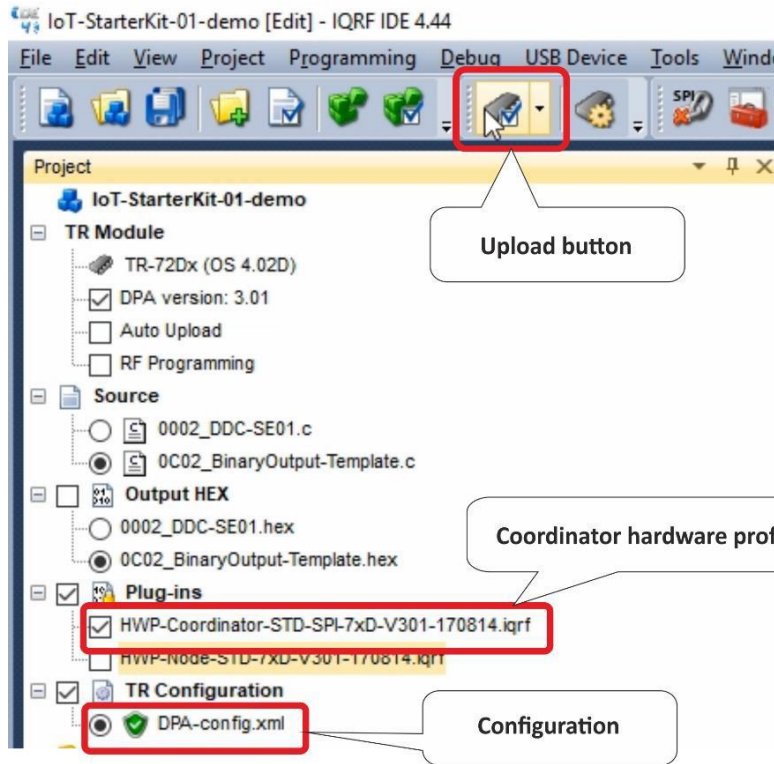 IoT-StarterKit-01-demo [Edit] - IQRF IDE 4.44
File Edit View Project Programming Debug USB Device Tools
SPI
Project
IoT-StarterKit-01-demo
TR Module
Upload button
TR-72Dx (OS 4.02D)
DPA version: 3.01
Auto Upload
RF Programming
Source
0002_DDC-SE01.c
0C02_BinaryOutput-Template.c
Output HEX
0002_DDC-SE01.hex
Coordinator hardware
0C02_BinaryOutput-Template.hex
Plug-ins
HWP-Coordinator-STD-SPI-7xD-V301-170814.iqrf
HWP-Node-STD-7xD-V301-170814.iqrf
TR Configuration
DPA-config.xml
Configuration